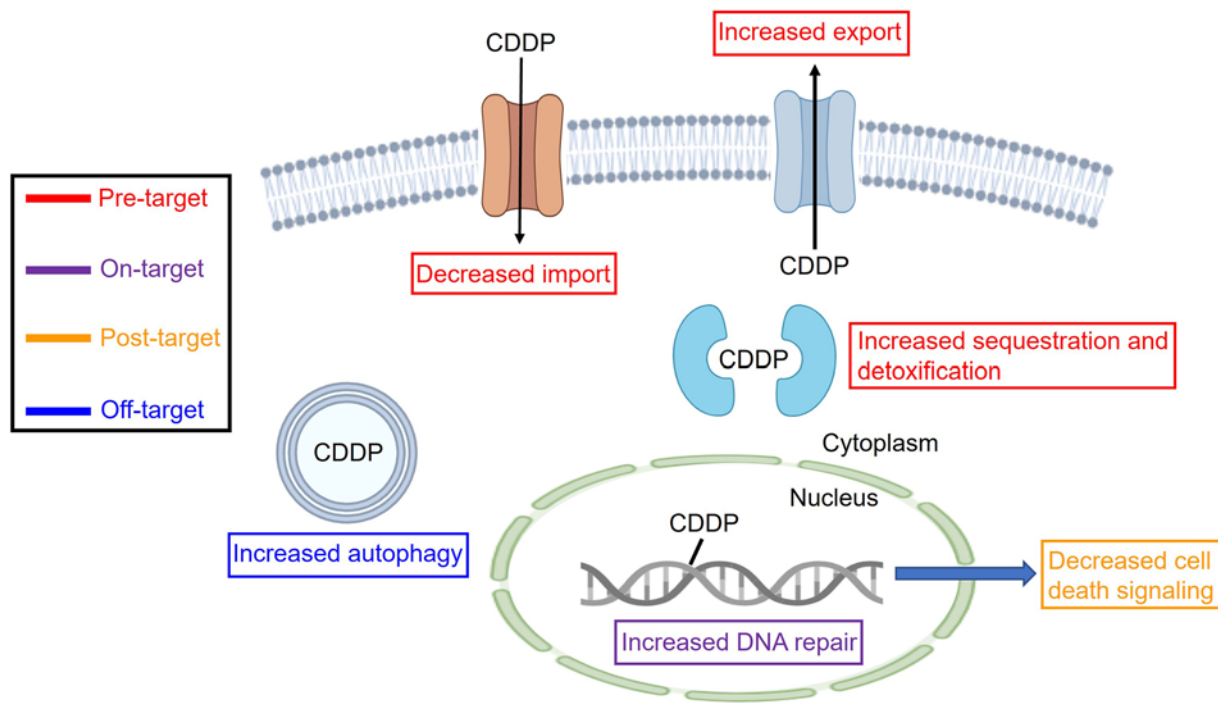 CDDP
Increased export
Pre-target
On-target
Post-target
Off-target
Decreased import
CDDP
CDDP
Increased sequestration and
detoxification
CDDP
Increased autophagy
Cytoplasm
Nucleus
CDDP
Increased DNA repair
Decreased cell
death signaling